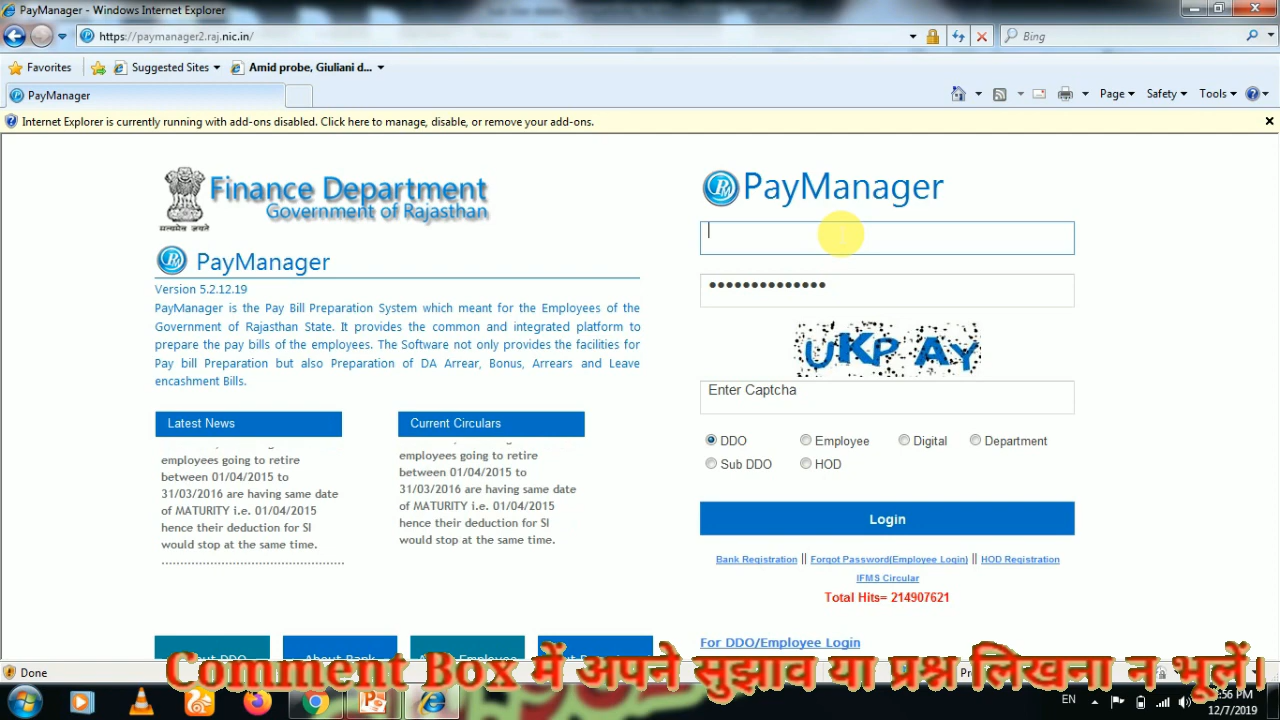 PayManager - Windows Internet Explorer
https://paymanager2.raj.nic.in/
Bing
Favorites
Suggested Sites
Amid probe, Giuliani d...
PayManager
Page
Safety
Tools
Internet Explorer is currently running with add-ons disabled. Click here to manage, disable, or remove your add-ons.
सत्यमेव जयते
Finance Department
Government of Rajasthan
PayManager
Version 5.2.12.19
PayManager is the Pay Bill Preparation System which meant for the Employees of the
Government of Rajasthan State. It provides the common and integrated platform to
prepare the pay bills of the employees. The Software not only provides the facilities for
Pay bill Preparation but also Preparation of DA Arrear, Bonus, Arrears and Leave
encashment Bills.
Latest News
employees going to retire
between 01/04/2015 to
31/03/2016 are having same date
of MATURITY i.e. 01/04/2015
hence their deduction for SI
would stop at the same time.
Current Circulars
employees going to retire
between 01/04/2015 to
31/03/2016 are having same date
of MATURITY i.e. 01/04/2015
hence their deduction for SI
would stop at the same time.
PayManager
••••••••••••••
UKPAY
Enter Captcha
DDO Employee Digital Department
Sub DDO HOD
Login
Bank Registration || Forgot Password(Employee Login) || HOD Registration
IFMS Circular
Total Hits= 214907621
For DDO/Employee Login
About Bank
Done
Comment Box में अपने सुझाव या प्रश्न लिखना न भूलें।
EN
:56 PM
12/7/2019